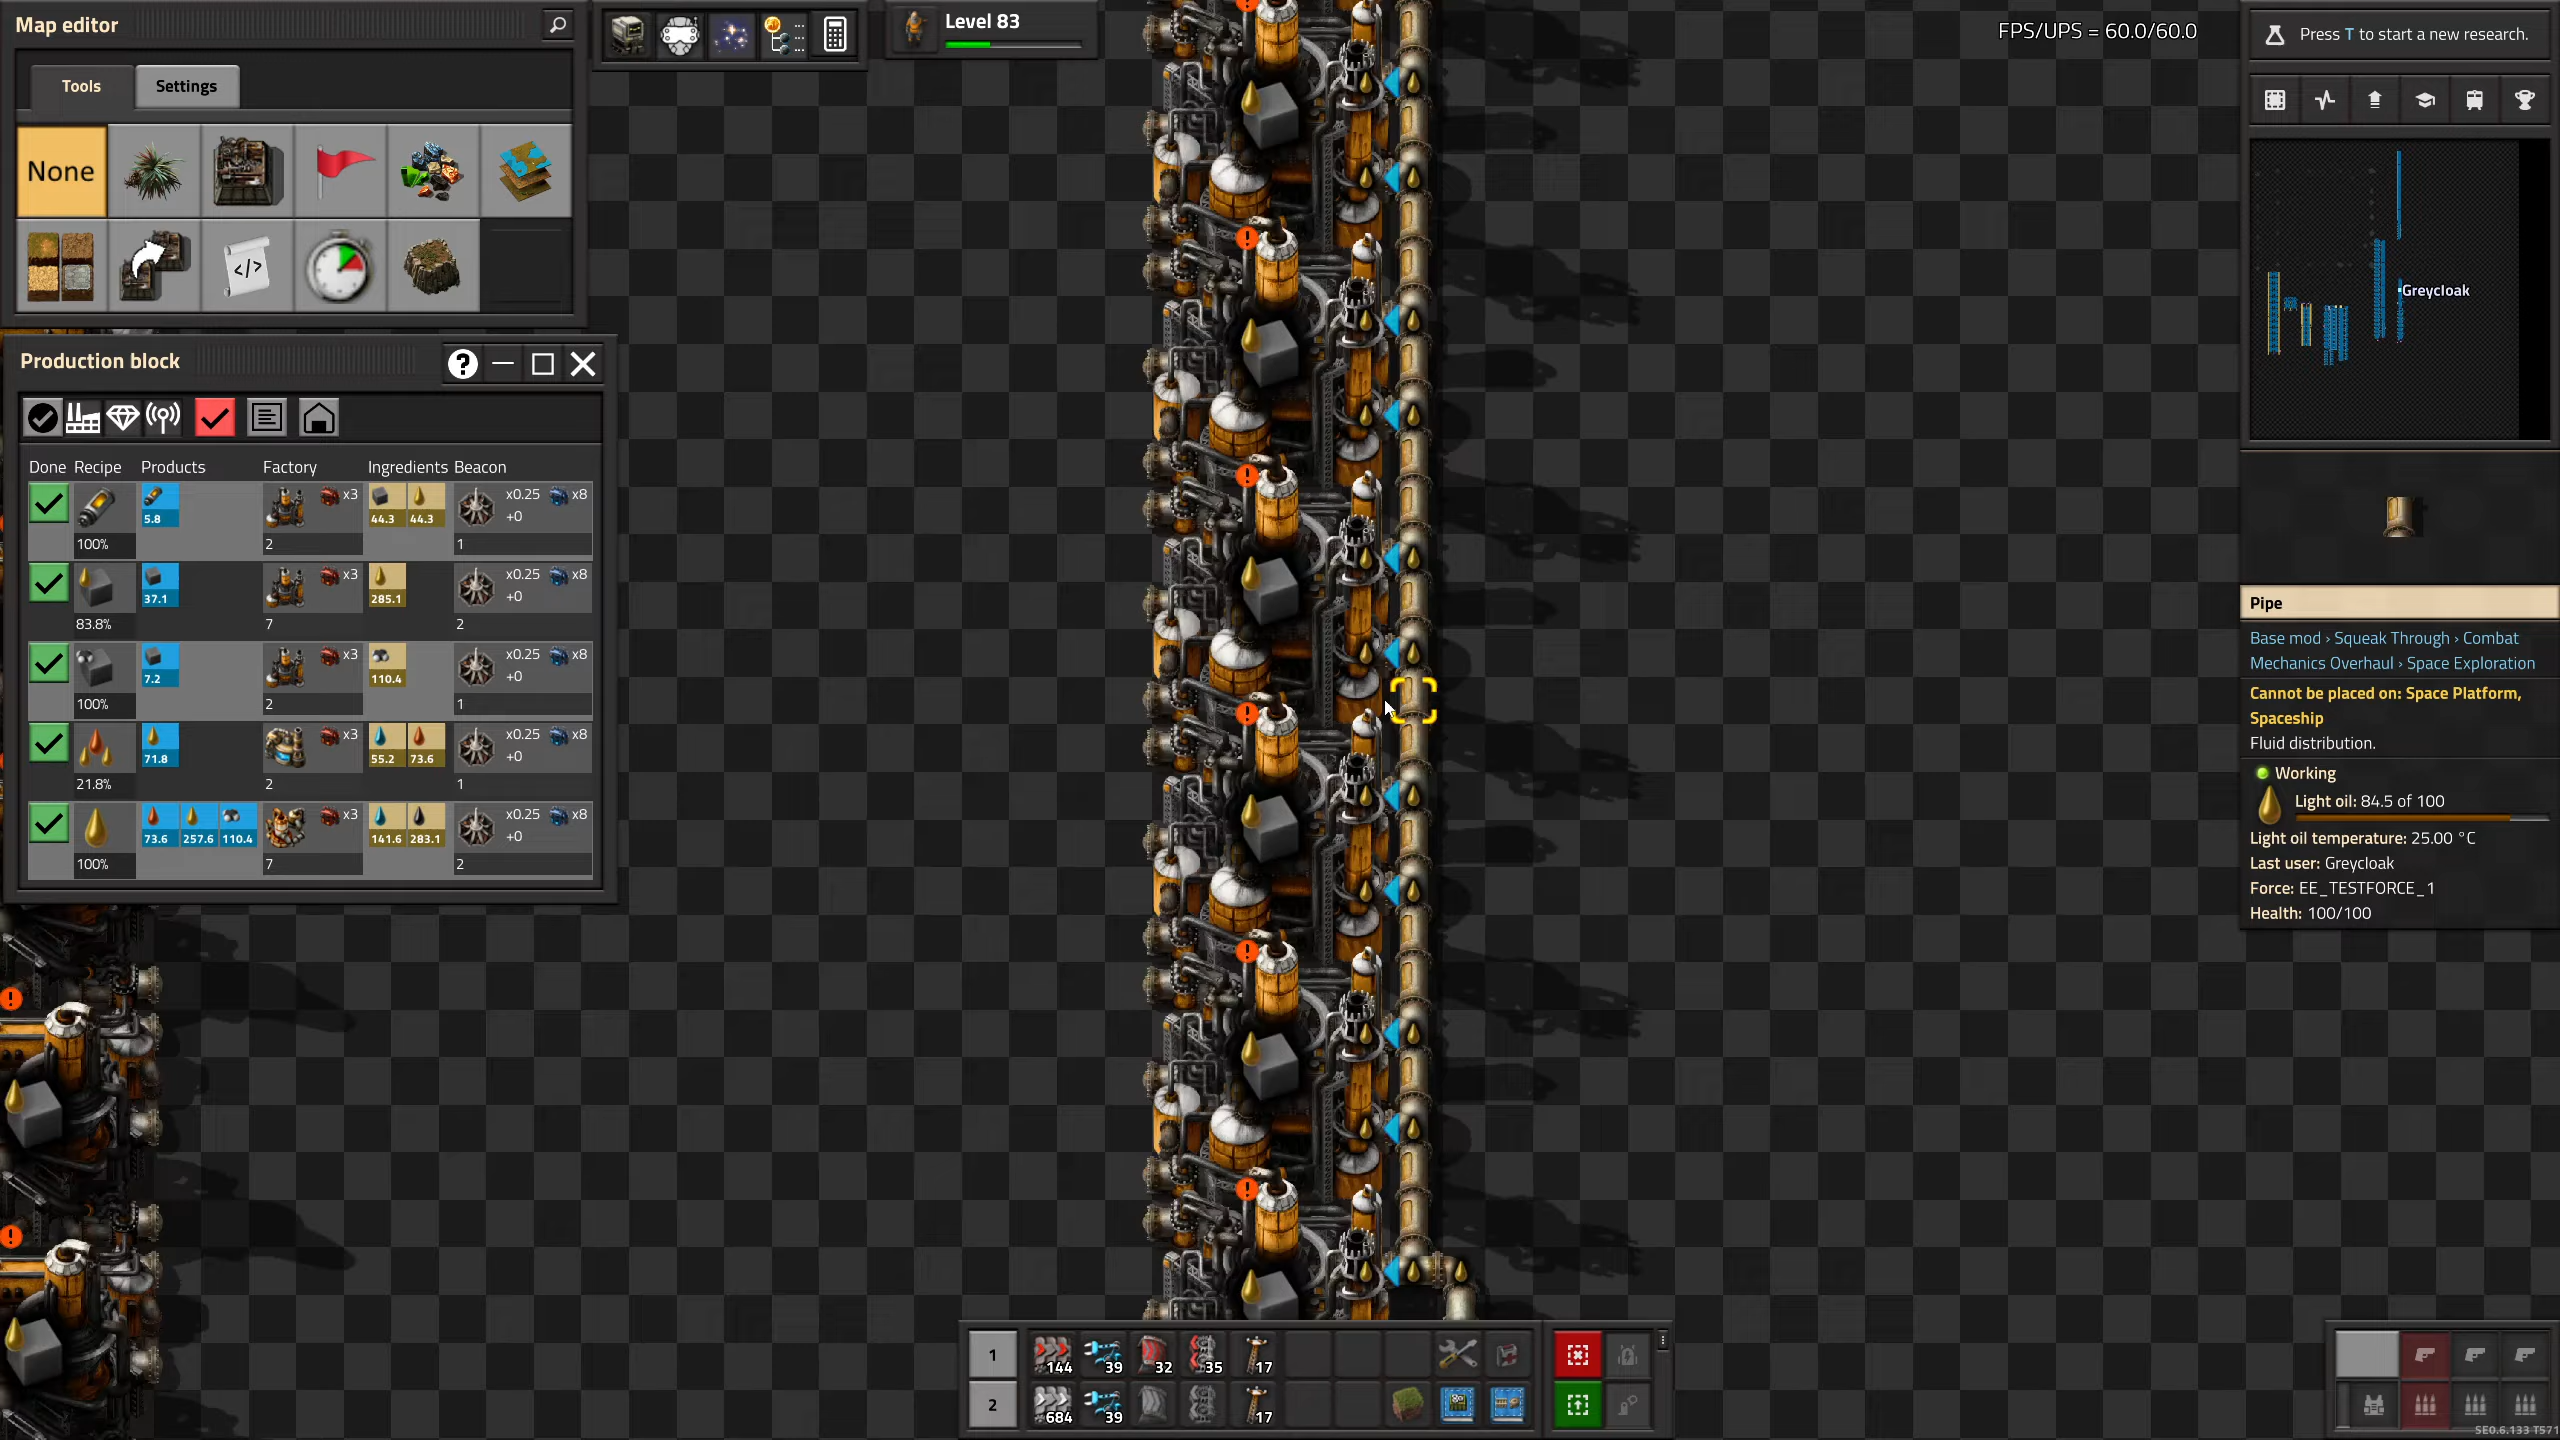 Map editor
Tools
Settings
None
Level 83
FPS/UPS = 60.0/60.0
Press T to start a new research.
Greycloak
Production block
?
Done Recipe Products Factory Ingredients Beacon
5.8 x3 44.3 44.3 x0.25 x8
+0
100% 2 1
37.1 x3 285.1 x0.25 x8
+0
83.8% 7 2
7.2 x3 110.4 x0.25 x8
+0
100% 2 1
71.8 x3 55.2 73.6 x0.25 x8
+0
21.8% 2 1
73.6 257.6 110.4 x3 141.6 283.1 x0.25 x8
+0
100% 7 2
Pipe
Base mod › Squeak Through › Combat
Mechanics Overhaul › Space Exploration
Cannot be placed on: Space Platform,
Spaceship
Fluid distribution.
Working
Light oil: 84.5 of 100
Light oil temperature: 25.00 °C
Last user: Greycloak
Force: EE_TESTFORCE_1
Health: 100/100
1 144 39 32 35 17
2 684 39 17
SE0.6.133 T571